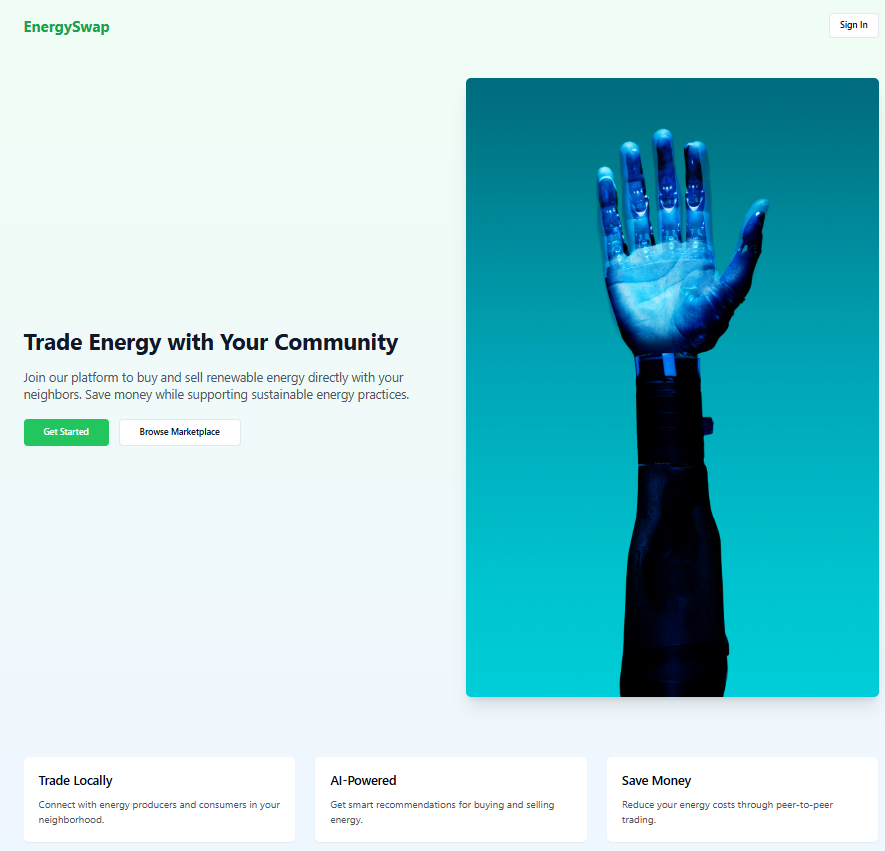 EnergySwap
Sign In
Trade Energy with Your Community
Join our platform to buy and sell renewable energy directly with your
neighbors. Save money while supporting sustainable energy practices.
Get Started
Browse Marketplace
Trade Locally
Connect with energy producers and consumers in your
neighborhood.
AI-Powered
Get smart recommendations for buying and selling
energy.
Save Money
Reduce your energy costs through peer-to-peer
trading.